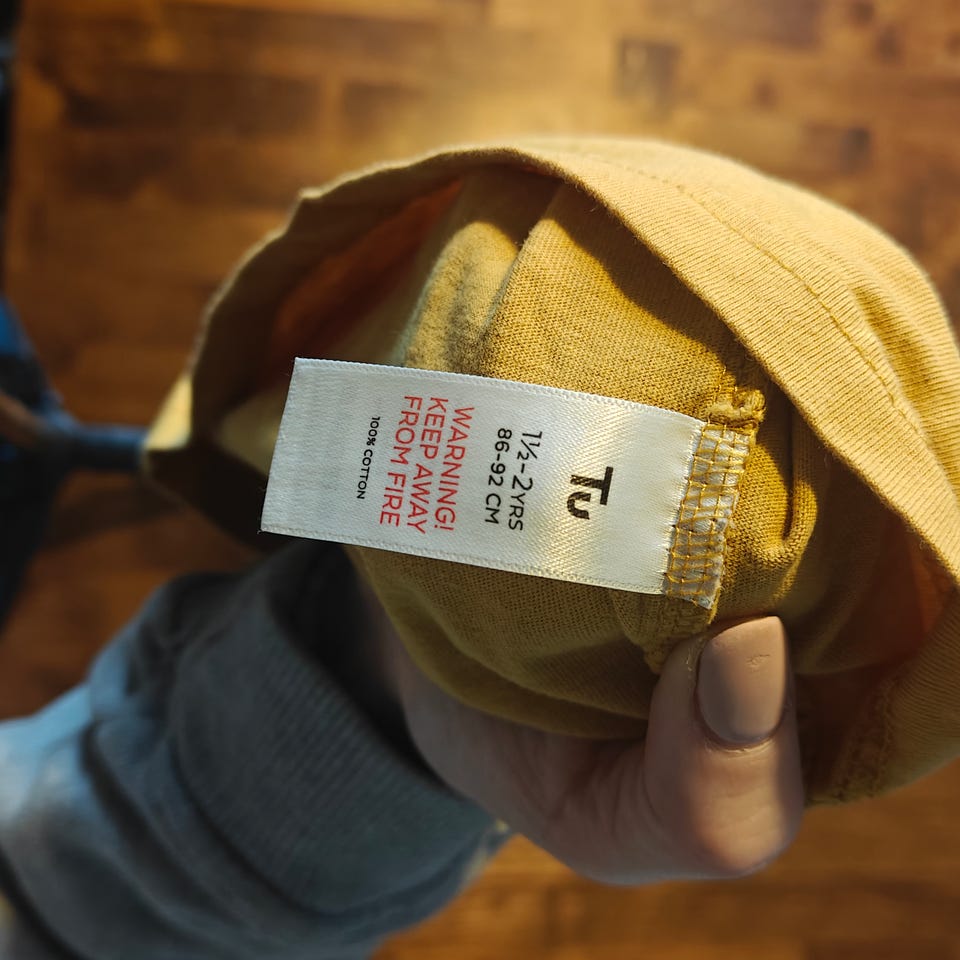 Tu
1½-2YRS
86-92 CM
WARNING!
KEEP AWAY
FROM FIRE
100% COTTON